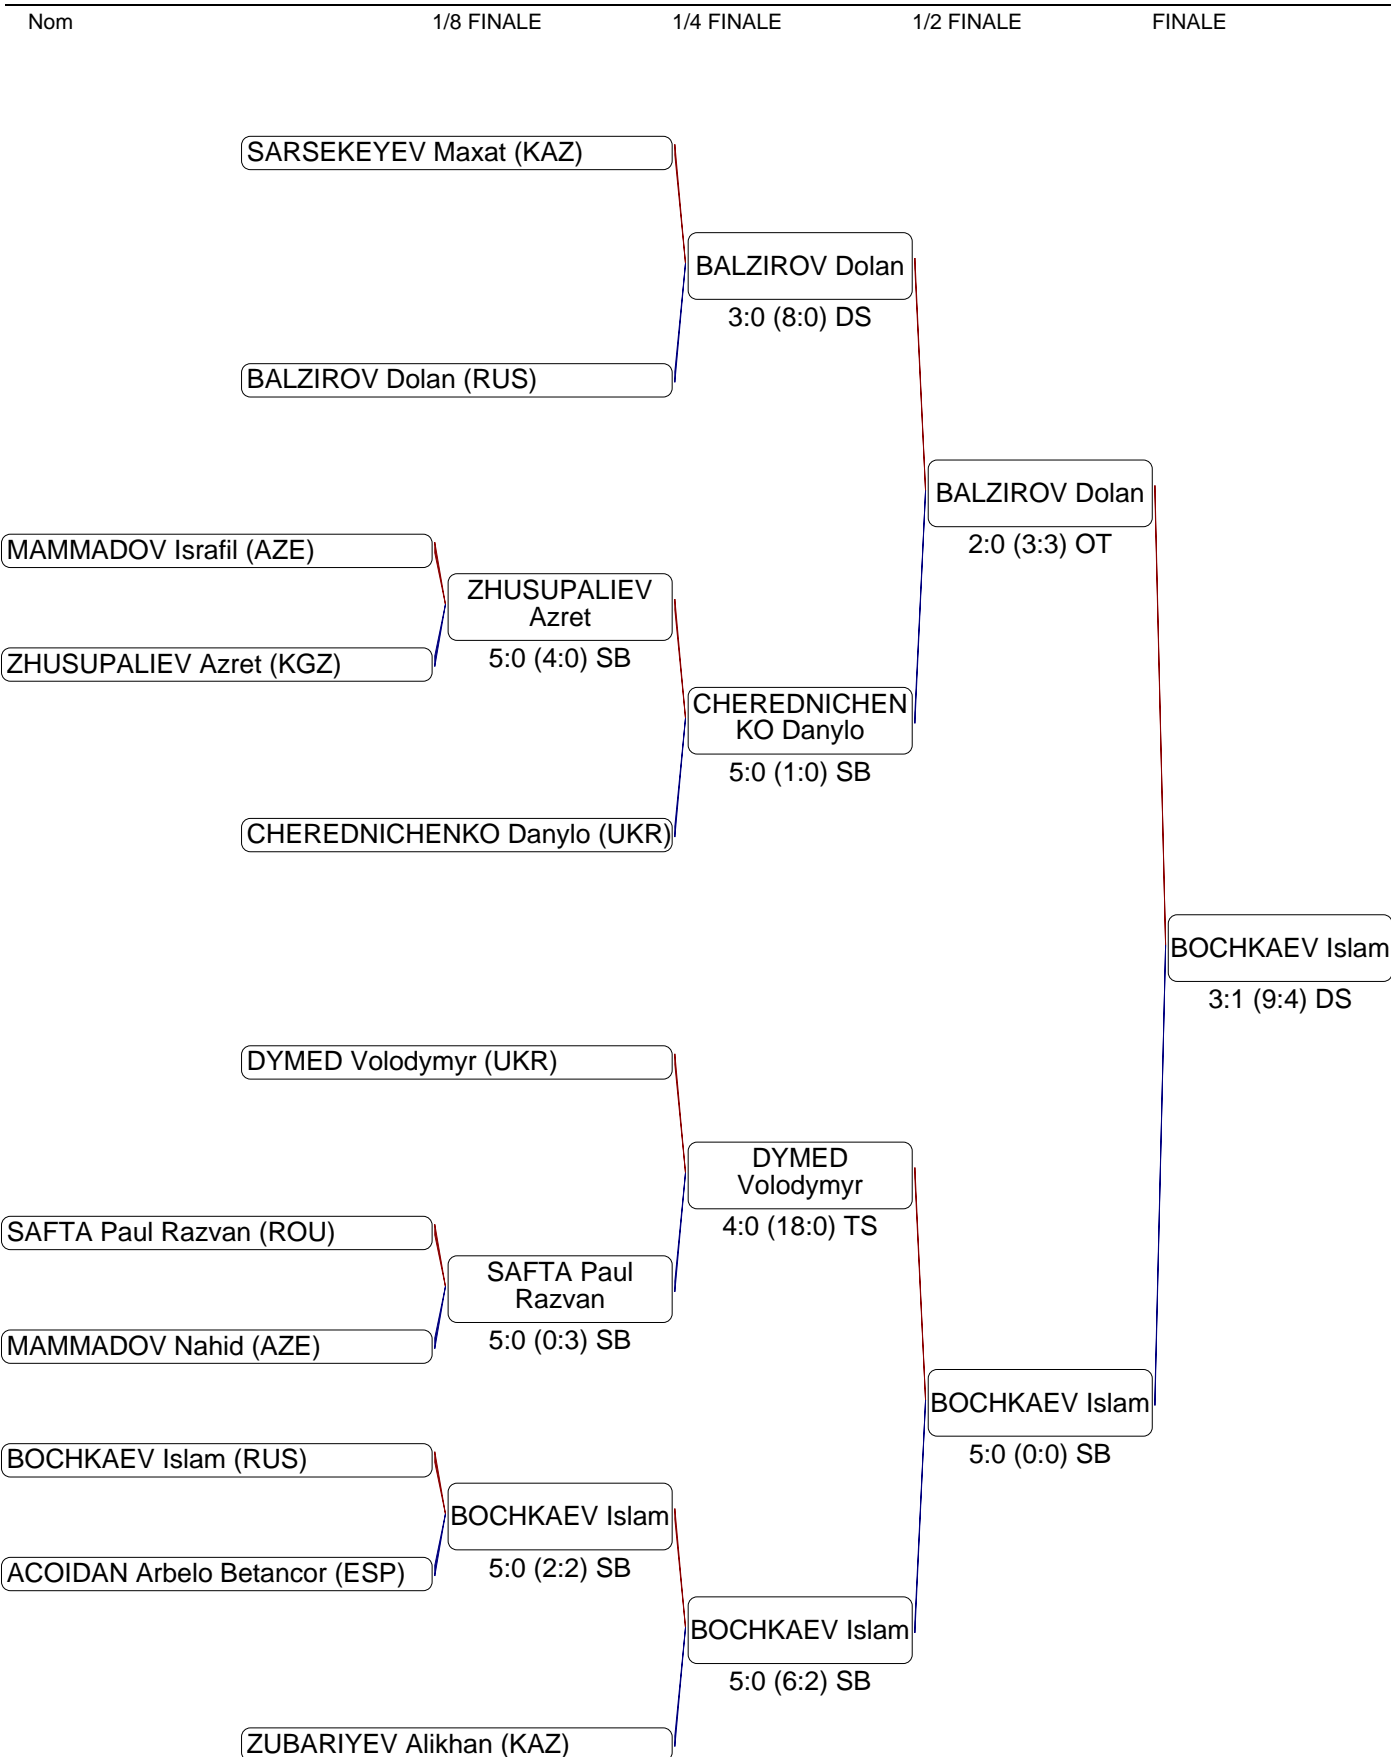 Nom 1/8 FINALE 1/4 FINALE 1/2 FINALE FINALE
SARSEKEYEV Maxat (KAZ)
BALZIROV Dolan
3:0 (8:0) DS
BALZIROV Dolan (RUS)
BALZIROV Dolan
2:0 (3:3) OT
MAMMADOV Israfil (AZE)
ZHUSUPALIEV
Azret
5:0 (4:0) SB
ZHUSUPALIEV Azret (KGZ)
CHEREDNICHEN
KO Danylo
5:0 (1:0) SB
CHEREDNICHENKO Danylo (UKR)
BOCHKAEV Islam
3:1 (9:4) DS
DYMED Volodymyr (UKR)
DYMED
Volodymyr
4:0 (18:0) TS
SAFTA Paul Razvan (ROU)
SAFTA Paul
Razvan
5:0 (0:3) SB
MAMMADOV Nahid (AZE)
BOCHKAEV Islam
5:0 (0:0) SB
BOCHKAEV Islam (RUS)
BOCHKAEV Islam
5:0 (2:2) SB
ACOIDAN Arbelo Betancor (ESP)
BOCHKAEV Islam
5:0 (6:2) SB
ZUBARIYEV Alikhan (KAZ)